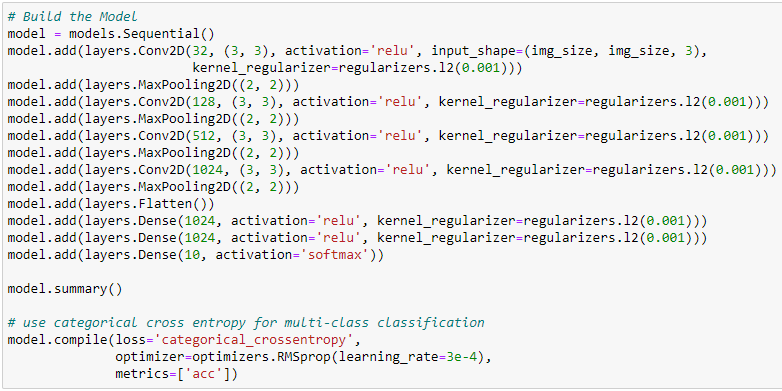 # Build the Model
model = models.Sequential()
model.add(layers.Conv2D(32, (3, 3), activation='relu', input_shape=(img_size, img_size, 3),
                        kernel_regularizer=regularizers.l2(0.001)))
model.add(layers.MaxPooling2D((2, 2)))
model.add(layers.Conv2D(128, (3, 3), activation='relu', kernel_regularizer=regularizers.l2(0.001)))
model.add(layers.MaxPooling2D((2, 2)))
model.add(layers.Conv2D(512, (3, 3), activation='relu', kernel_regularizer=regularizers.l2(0.001)))
model.add(layers.MaxPooling2D((2, 2)))
model.add(layers.Conv2D(1024, (3, 3), activation='relu', kernel_regularizer=regularizers.l2(0.001)))
model.add(layers.MaxPooling2D((2, 2)))
model.add(layers.Flatten())
model.add(layers.Dense(1024, activation='relu', kernel_regularizer=regularizers.l2(0.001)))
model.add(layers.Dense(1024, activation='relu', kernel_regularizer=regularizers.l2(0.001)))
model.add(layers.Dense(10, activation='softmax'))

model.summary()

# use categorical cross entropy for multi-class classification
model.compile(loss='categorical_crossentropy',
              optimizer=optimizers.RMSprop(learning_rate=3e-4),
              metrics=['acc'])